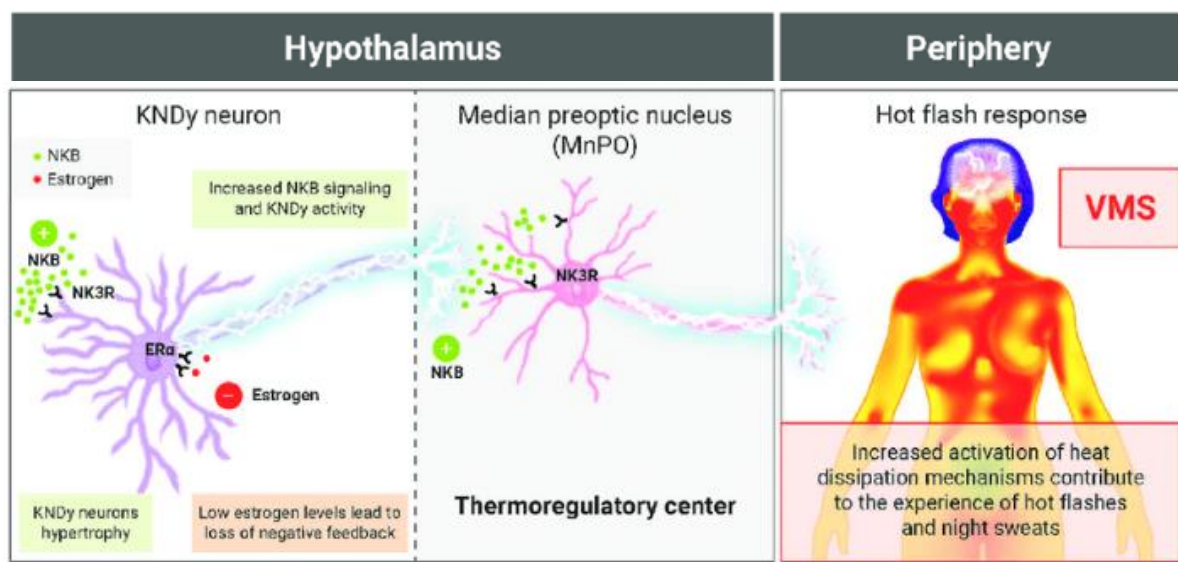 Hypothalamus
Periphery
KNDy neuron
NKB
Estrogen
Increased NKB signaling
and KNDy activity
NKB
NK3R
ERα
Estrogen
KNDy neurons
hypertrophy
Low estrogen levels lead to
loss of negative feedback
Median preoptic nucleus
(MnPO)
NK3R
NKB
Thermoregulatory center
Hot flash response
VMS
Increased activation of heat
dissipation mechanisms contribute
to the experience of hot flashes
and night sweats